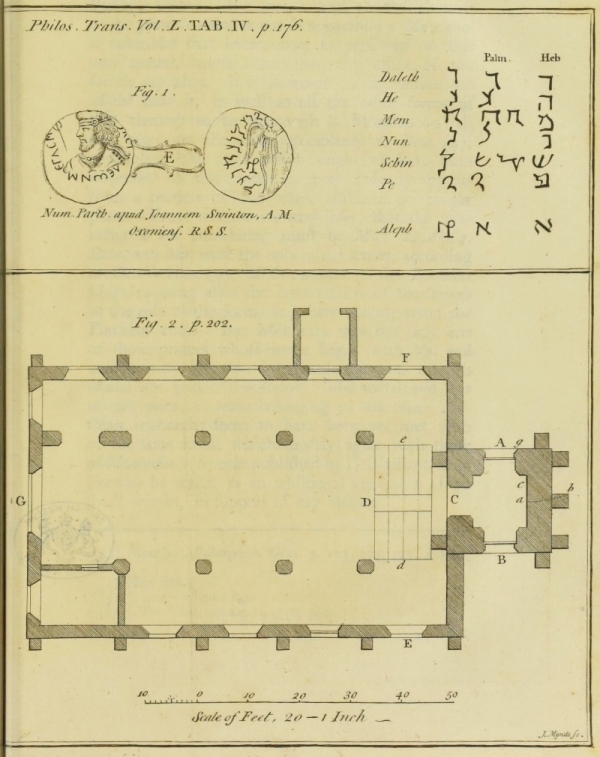 Philos. Trans. Vol. L. TAB. IV. p. 176.
Fig. 1.
Æ
Num. Parth. apud Joannem Swinton, A.M.
Oxoniens. R.S.S.
Palm. Heb
Daleth ד
He ה
Mem מ
Nun נ
Schin ש
Pe פ
Aleph א א
Fig. 2. p. 202.
F
e
A g
G
D
C
c
a
b
d
B
E
10 0 10 20 30 40 50
Scale of Feet, 20 — 1 Inch
J. Mynde sc.